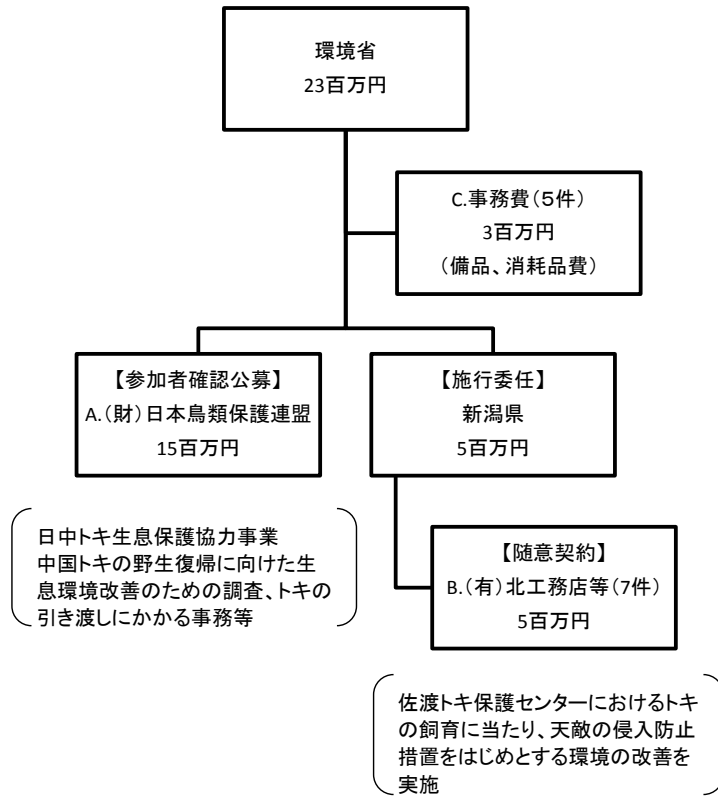 環境省
23百万円
C.事務費(5件)
3百万円
(備品、消耗品費)
【参加者確認公募】
A.(財)日本鳥類保護連盟
15百万円
【施行委任】
新潟県
5百万円
日中トキ生息保護協力事業
中国トキの野生復帰に向けた生
息環境改善のための調査、トキの
引き渡しにかかる事務等
【随意契約】
B.(有)北工務店等(7件)
5百万円
佐渡トキ保護センターにおけるトキ
の飼育に当たり、天敵の侵入防止
措置をはじめとする環境の改善を
実施